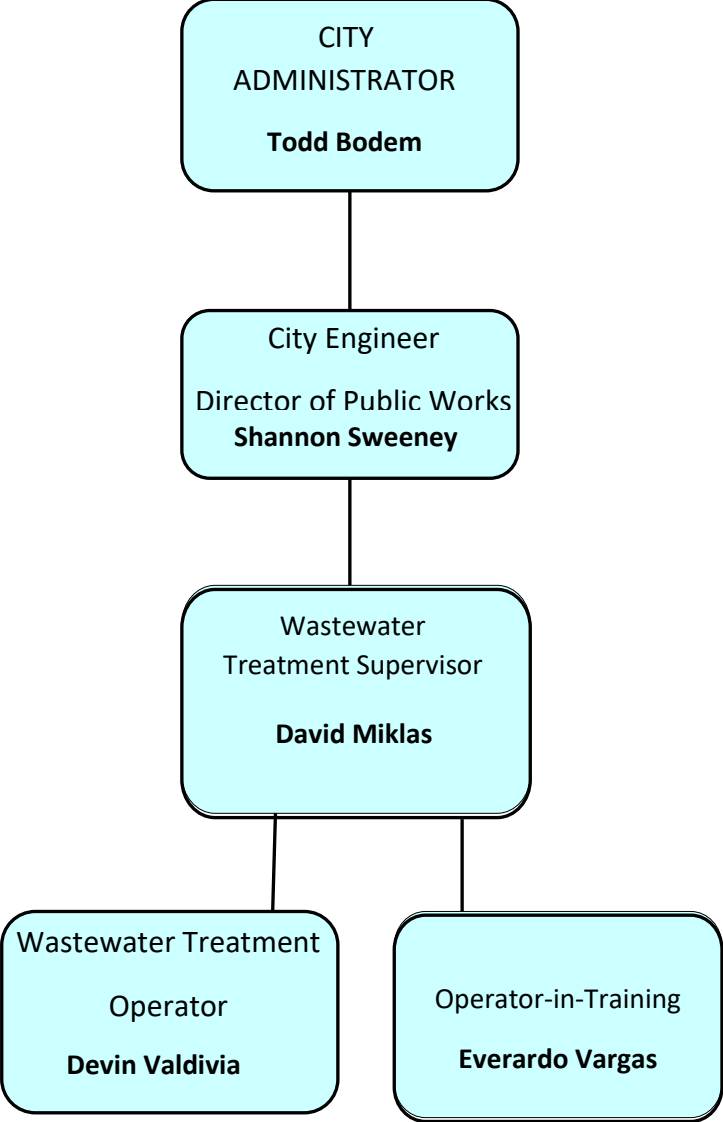 CITY
ADMINISTRATOR
Todd Bodem
City Engineer
Director of Public Works
Shannon Sweeney
Wastewater
Treatment Supervisor
David Miklas
Wastewater Treatment
Operator
Devin Valdivia
Operator-in-Training
Everardo Vargas